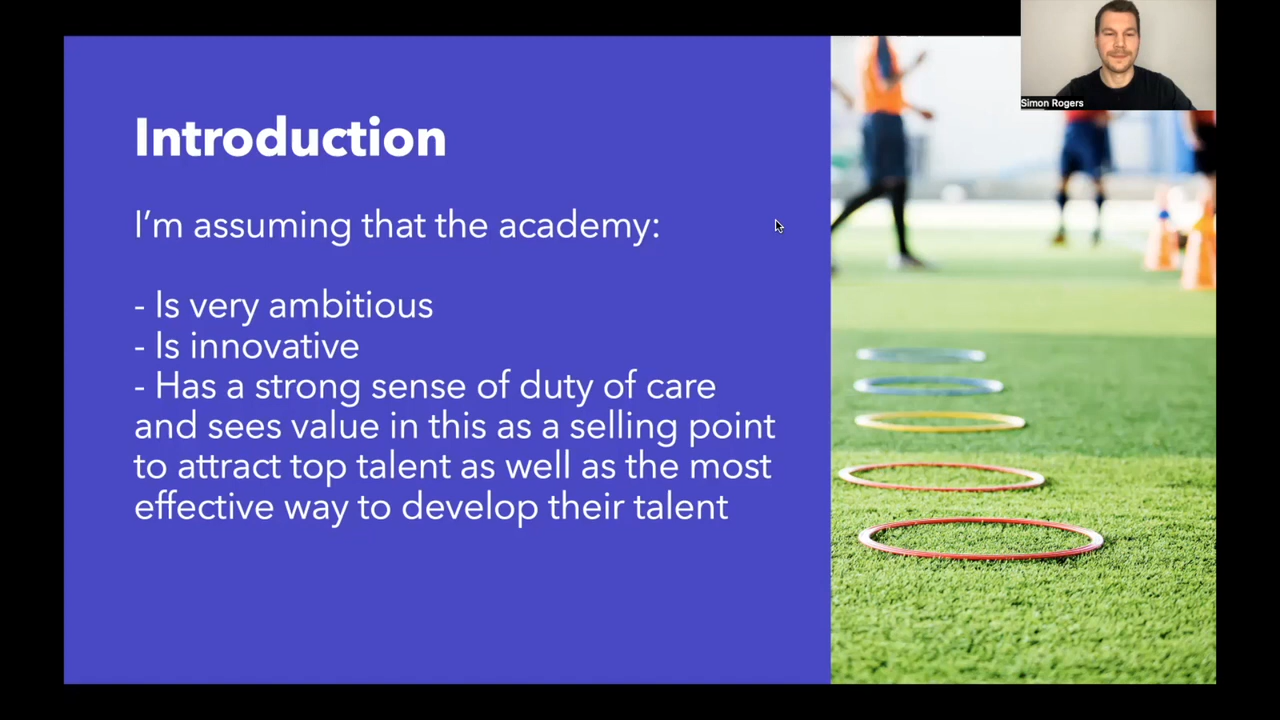 Simon Rogers
Introduction
I’m assuming that the academy:
- Is very ambitious
- Is innovative
- Has a strong sense of duty of care
and sees value in this as a selling point
to attract top talent as well as the most
effective way to develop their talent